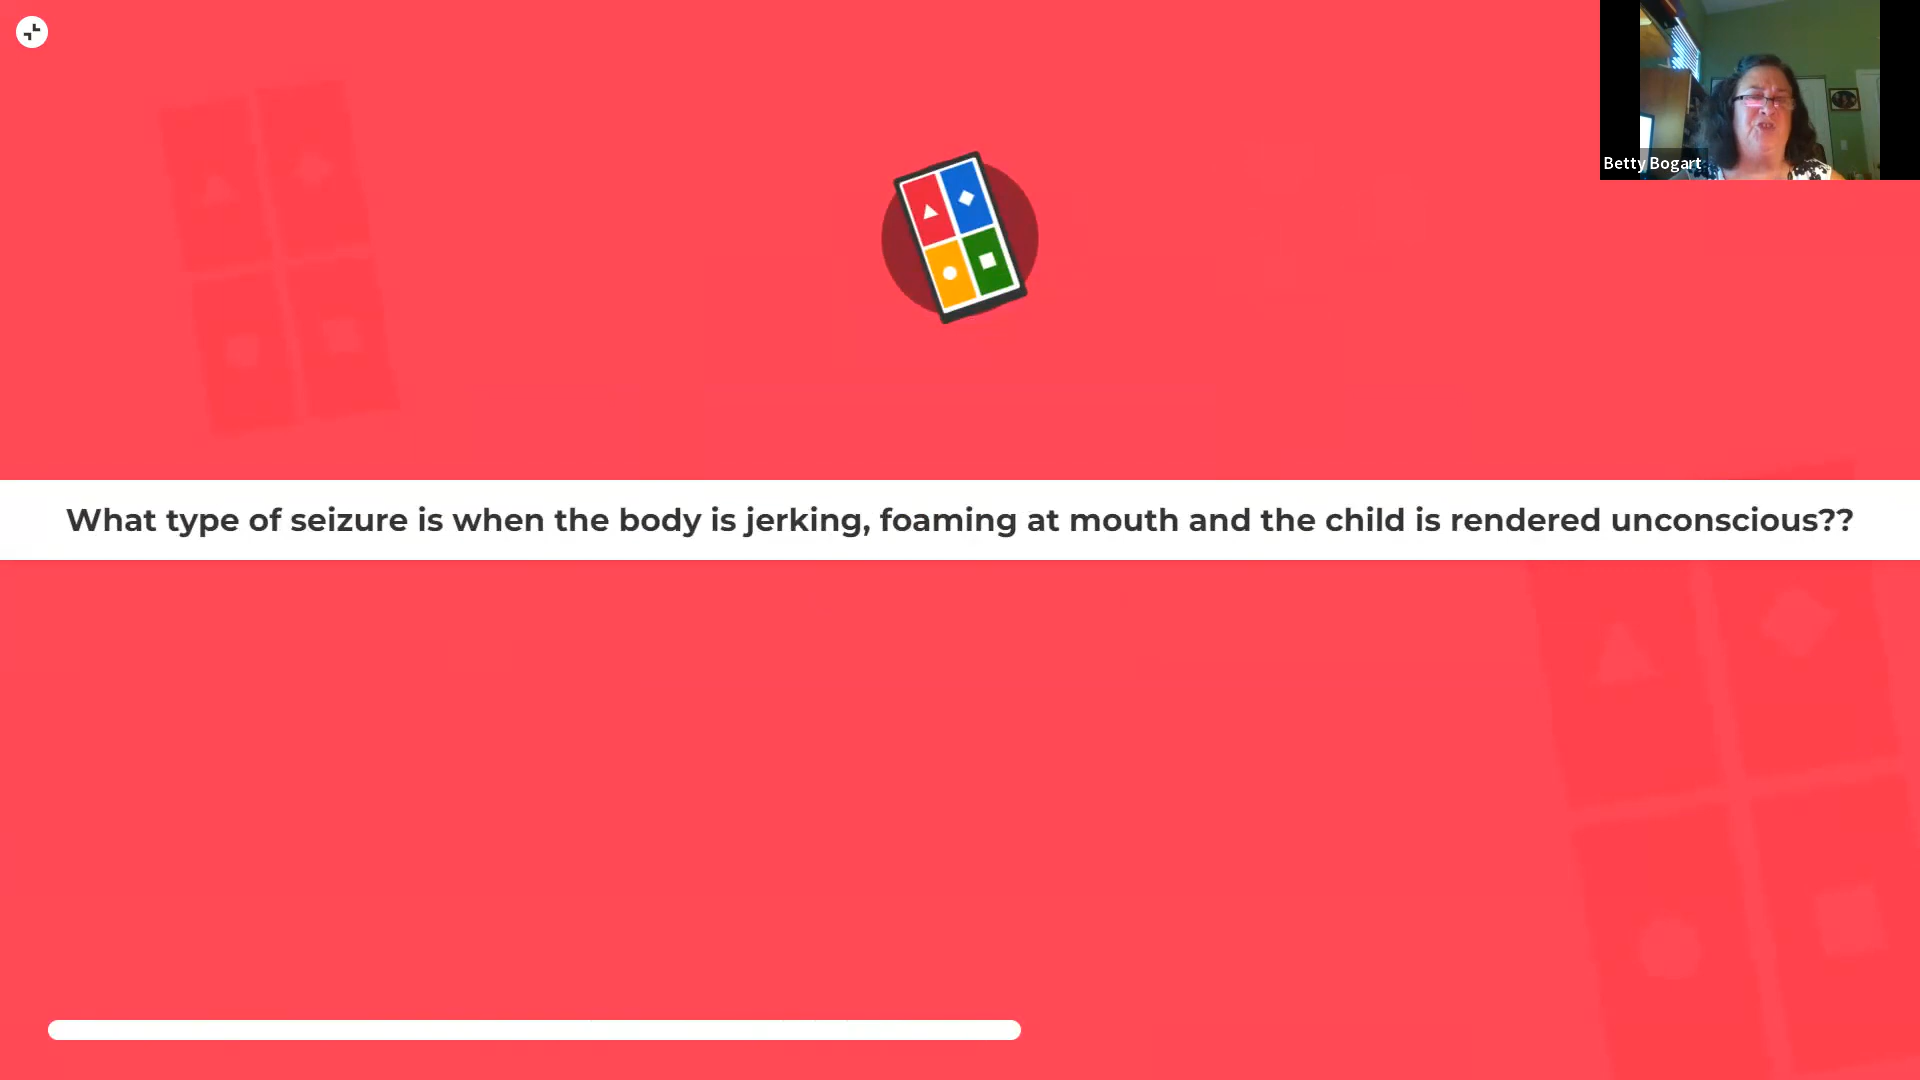 Betty Bogart
What type of seizure is when the body is jerking, foaming at mouth and the child is rendered unconscious??